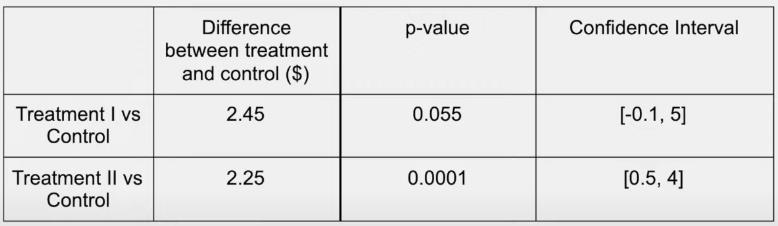 Difference
between treatment
and control ($)
p-value
Confidence Interval
Treatment I vs
Control
2.45
0.055
[-0.1, 5]
Treatment II vs
Control
2.25
0.0001
[0.5, 4]